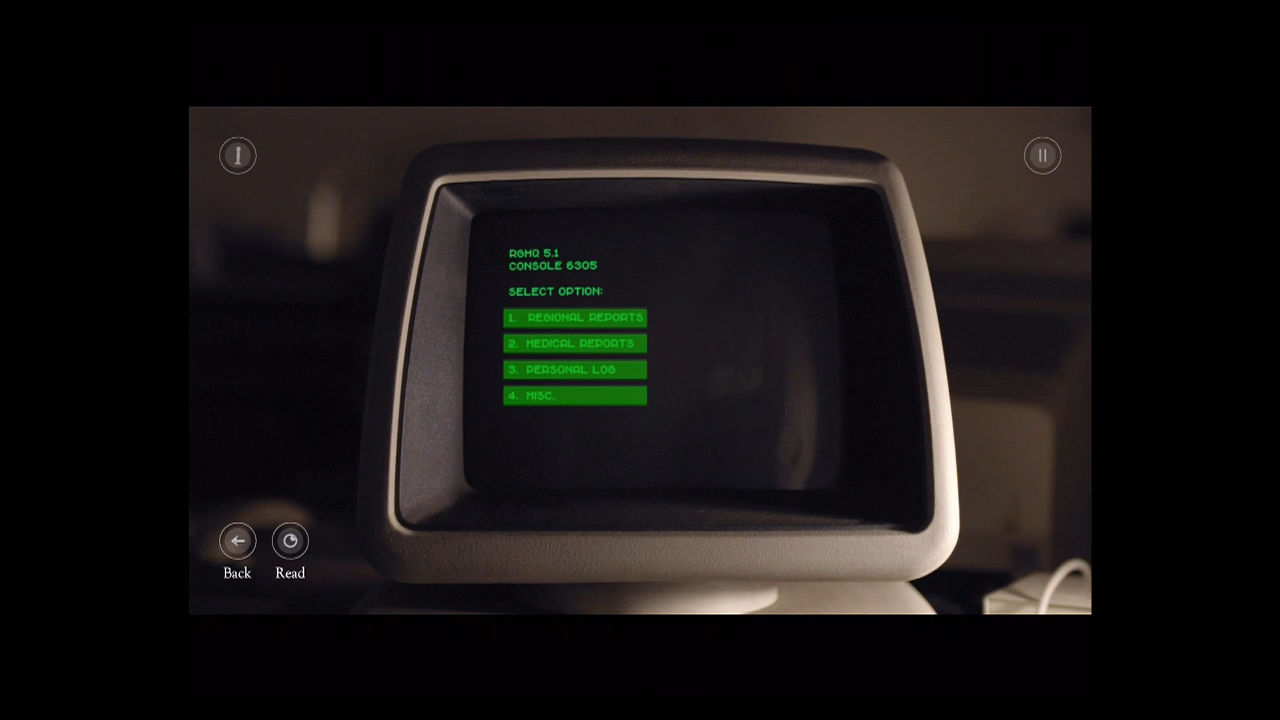 RGHQ 5.1
CONSOLE 6305
SELECT OPTION:
1. REGIONAL REPORTS
2. MEDICAL REPORTS
3. PERSONAL LOG
4. MISC.
Back Read